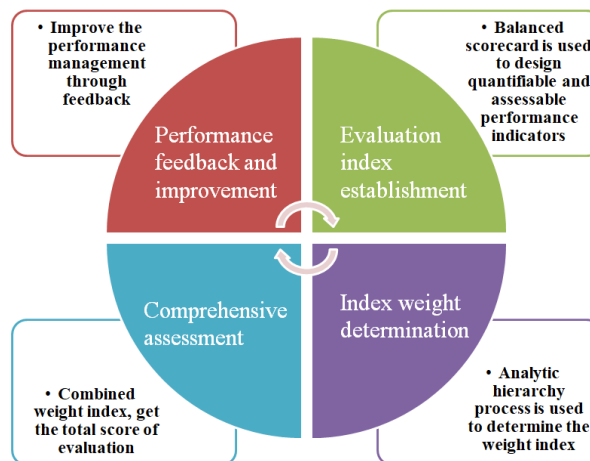 • Improve the
performance
management
through
feedback
• Balanced
scorecard is used
to design
quantifiable and
assessable
performance
indicators
Performance
feedback and
improvement
Evaluation
index
establishment
Comprehensive
assessment
Index weight
determination
• Combined
weight index, get
the total score of
evaluation
• Analytic
hierarchy
process is used
to determine the
weight index